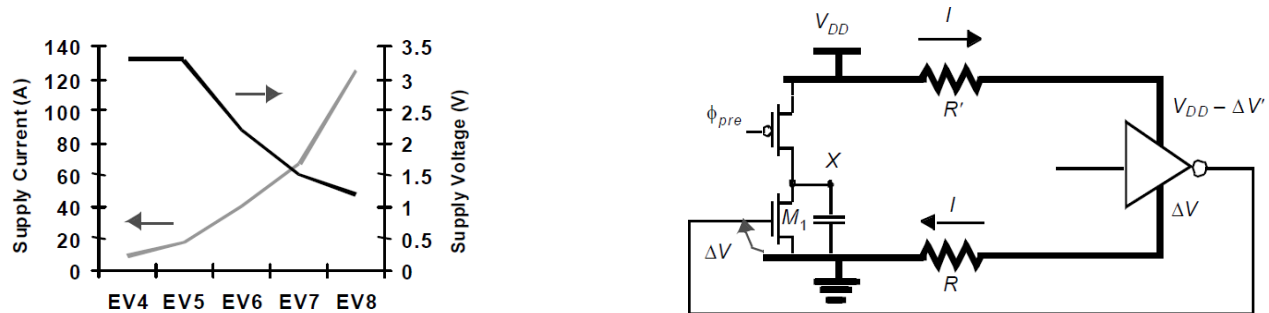 Supply Current (A)
140
120
100
80
60
40
20
0
3.5
3
2.5
2
1.5
1
0.5
0
Supply Voltage (V)
EV4 EV5 EV6 EV7 EV8
V_DD
I
R'
ϕ_pre
V_DD − ΔV'
X
M_1
I
ΔV
ΔV
R